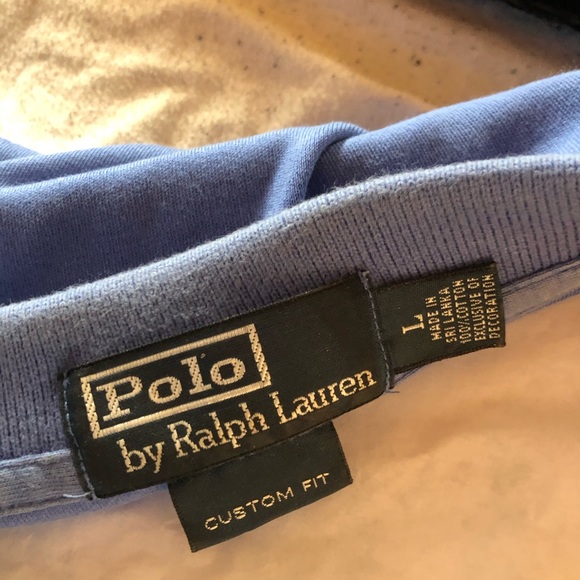 Polo
by Ralph Lauren
CUSTOM FIT
L
MADE IN
SRI LANKA
100%COTTON
EXCLUSIVE OF
DECORATION